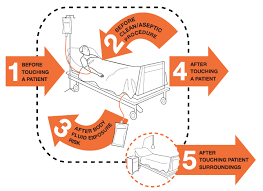 1
BEFORE
TOUCHING
A PATIENT
2
BEFORE
CLEAN/ASEPTIC
PROCEDURE
3
AFTER BODY
FLUID EXPOSURE
RISK
4
AFTER
TOUCHING
A PATIENT
5
AFTER
TOUCHING PATIENT
SURROUNDINGS